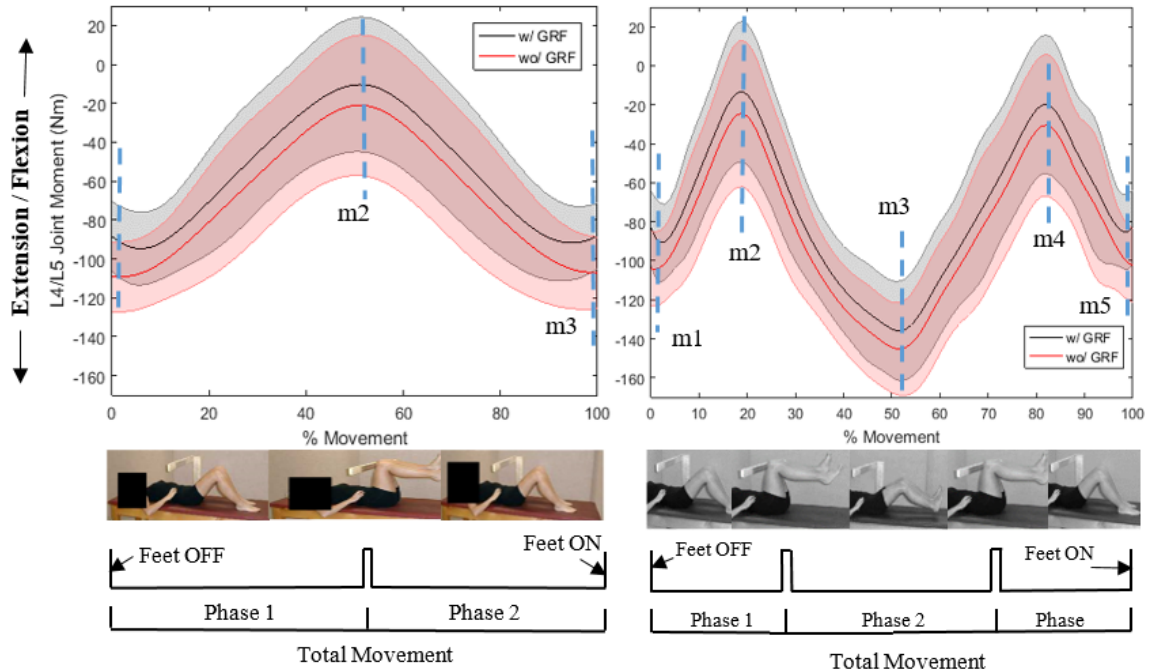 w/ GRF
wo/ GRF
Extension / Flexion
L4/L5 Joint Moment (Nm)
20
0
-20
-40
-60
-80
-100
-120
-140
-160
m2
m3
0
20
40
60
80
100
% Movement
Feet OFF
Feet ON
Phase 1
Phase 2
Total Movement
20
0
-20
-40
-60
-80
-100
-120
-140
-160
m1
m2
m3
m4
m5
w/ GRF
wo/ GRF
0
10
20
30
40
50
60
70
80
90
100
% Movement
Feet OFF
Feet ON
Phase 1
Phase 2
Phase
Total Movement